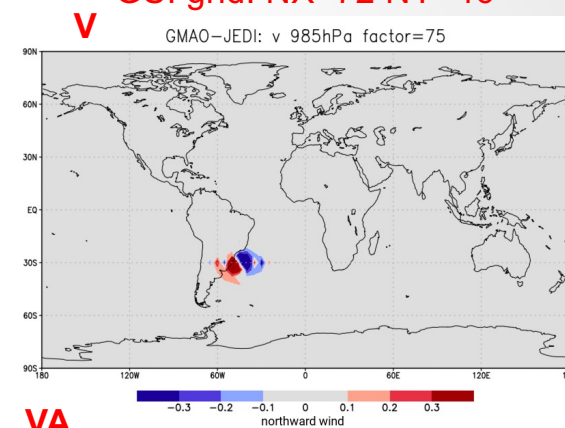 V
GMAO-JEDI: v 985hPa factor=75
90N
60N
30N
EQ
30S
60S
90S
180 120W 60W 0 60E 120E
-0.3 -0.2 -0.1 0 0.1 0.2 0.3
northward wind